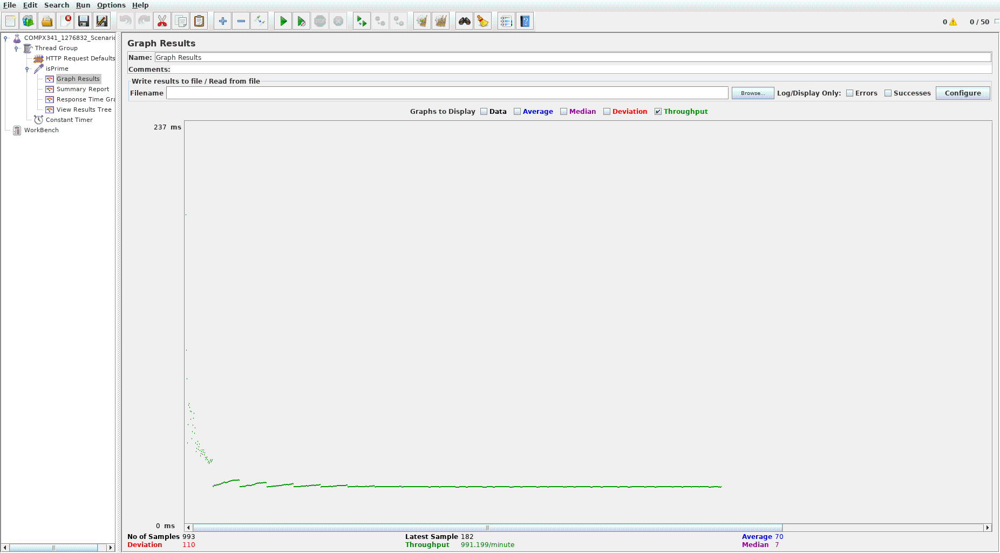 File Edit Search Run Options Help
0 0 / 50
COMPX341_1276832_Scenario
Thread Group
HTTP Request Defaults
isPrime
Graph Results
Summary Report
Response Time Gra
View Results Tree
Constant Timer
WorkBench
Graph Results
Name: Graph Results
Comments:
Write results to file / Read from file
Filename Browse... Log/Display Only: Errors Successes Configure
Graphs to Display Data Average Median Deviation Throughput
237 ms
0 ms
No of Samples 993 Latest Sample 182 Average 70
Deviation 110 Throughput 991.199/minute Median 7